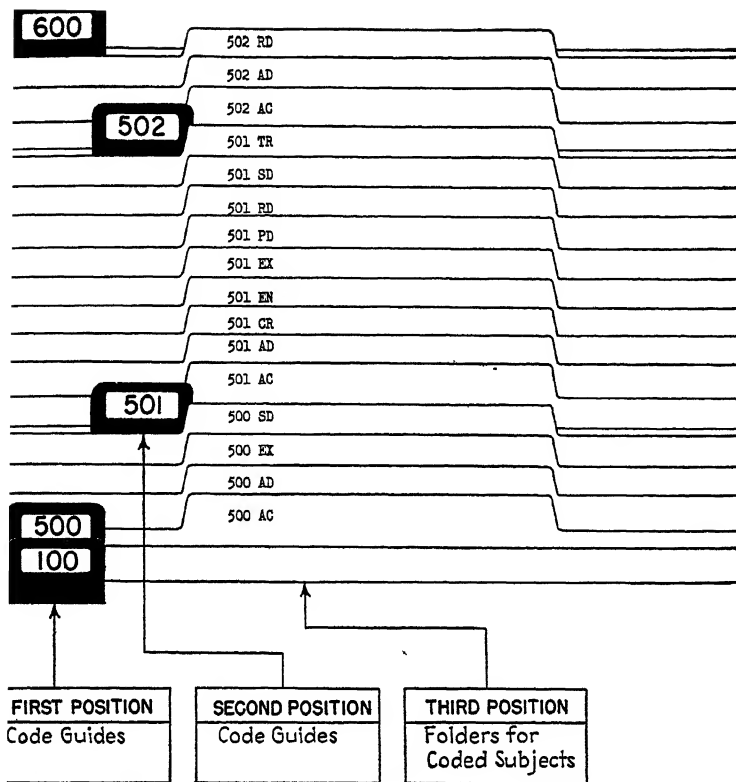 600
502 RD
502 AD
502 AC
502
501 TR
501 SD
501 RD
501 PD
501 EX
501 EN
501 CR
501 AD
501 AC
501
500 SD
500 EX
500 AD
500 AC
500
100
FIRST POSITION
Code Guides
SECOND POSITION
Code Guides
THIRD POSITION
Folders for
Coded Subjects